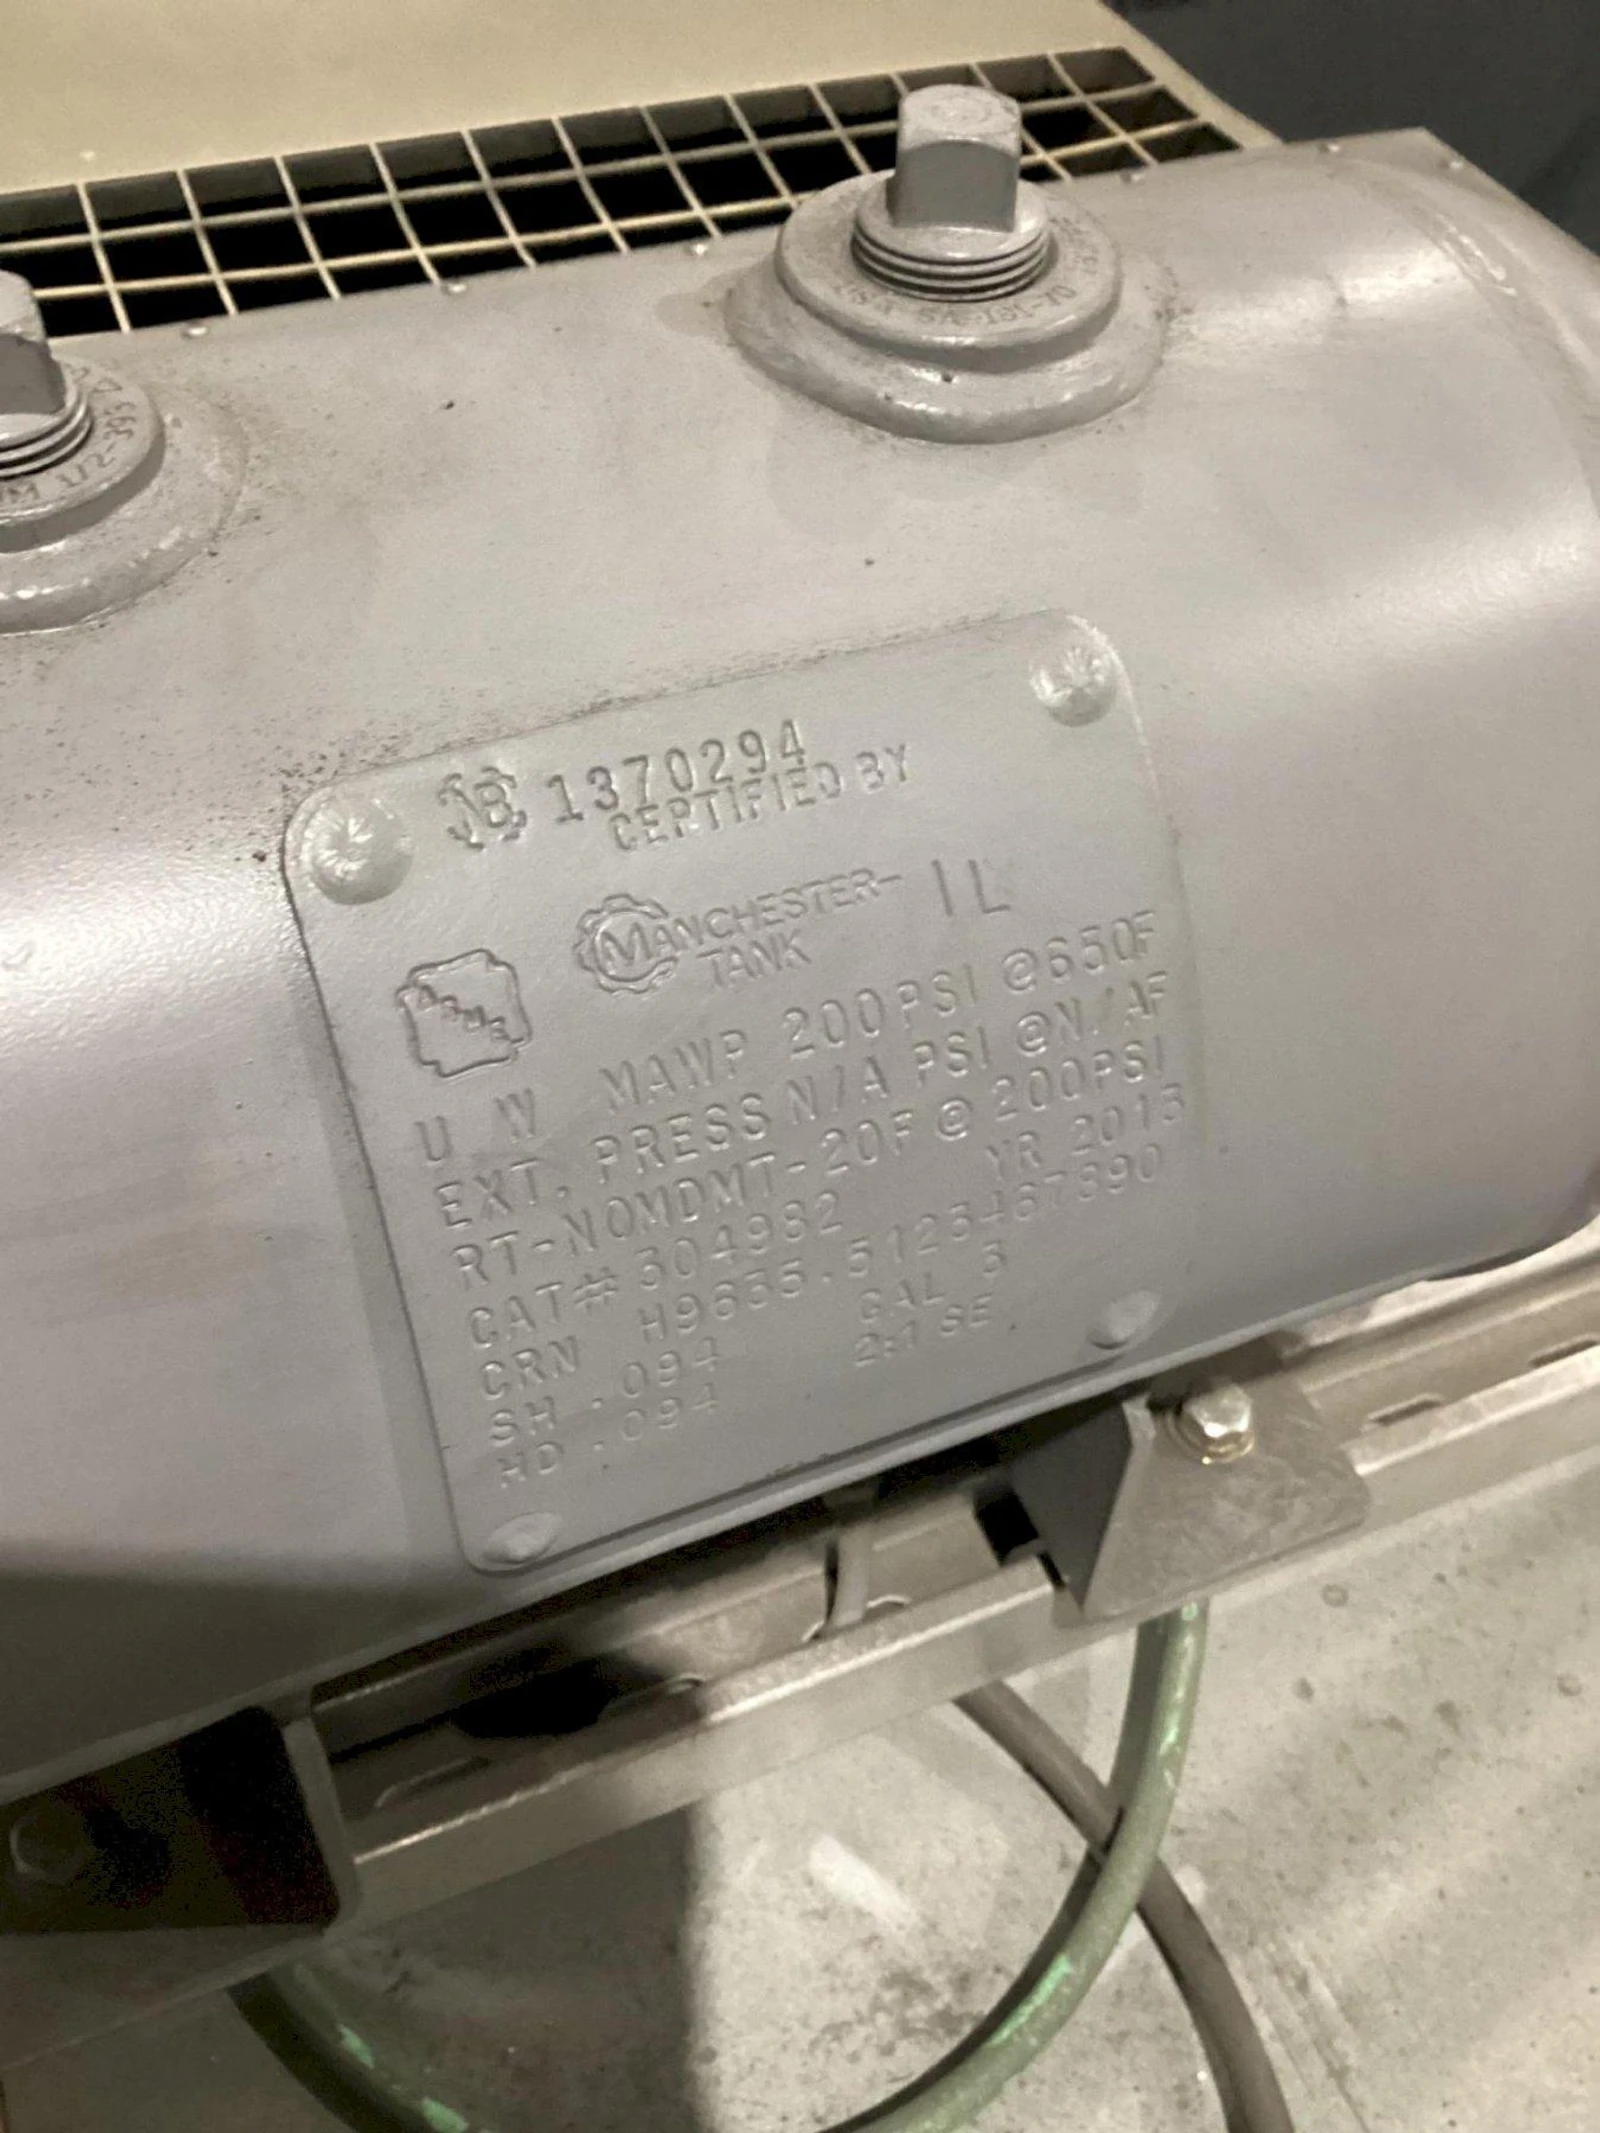 NB 1370294
CERTIFIED BY
MANCHESTER- IL
TANK
U W MAWP 200PSI @650F
EXT. PRESS N/A PSI @N/AF
RT-NOMDMT-20F @ 200PSI
CAT# 304982 YR 2013
CRN H9635.5123467890
SH .094 GAL 3
HD .094 2:1 SE